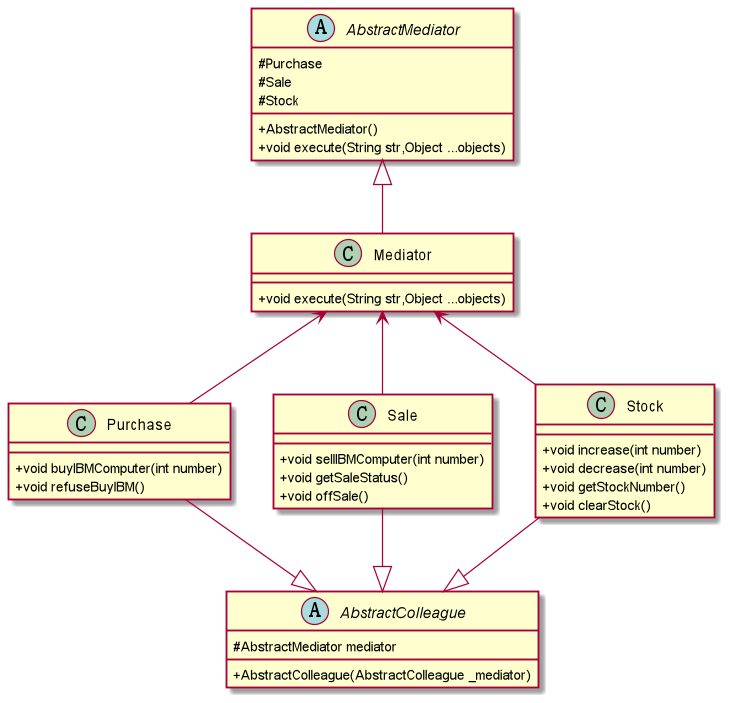 A AbstractMediator
#Purchase
#Sale
#Stock
+AbstractMediator()
+void execute(String str,Object ...objects)
C Mediator
+void execute(String str,Object ...objects)
C Purchase
+void buyIBMComputer(int number)
+void refuseBuyIBM()
C Sale
+void sellIBMComputer(int number)
+void getSaleStatus()
+void offSale()
C Stock
+void increase(int number)
+void decrease(int number)
+void getStockNumber()
+void clearStock()
A AbstractColleague
#AbstractMediator mediator
+AbstractColleague(AbstractColleague _mediator)